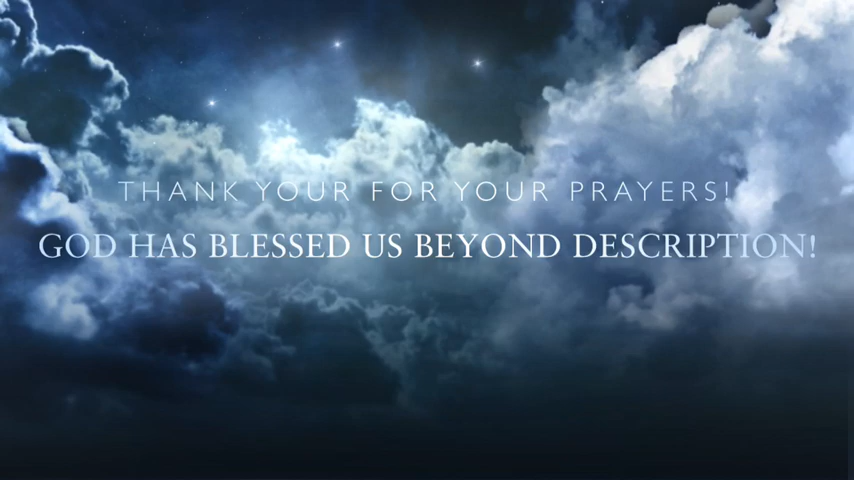 THANK YOUR FOR YOUR PRAYERS!
GOD HAS BLESSED US BEYOND DESCRIPTION!